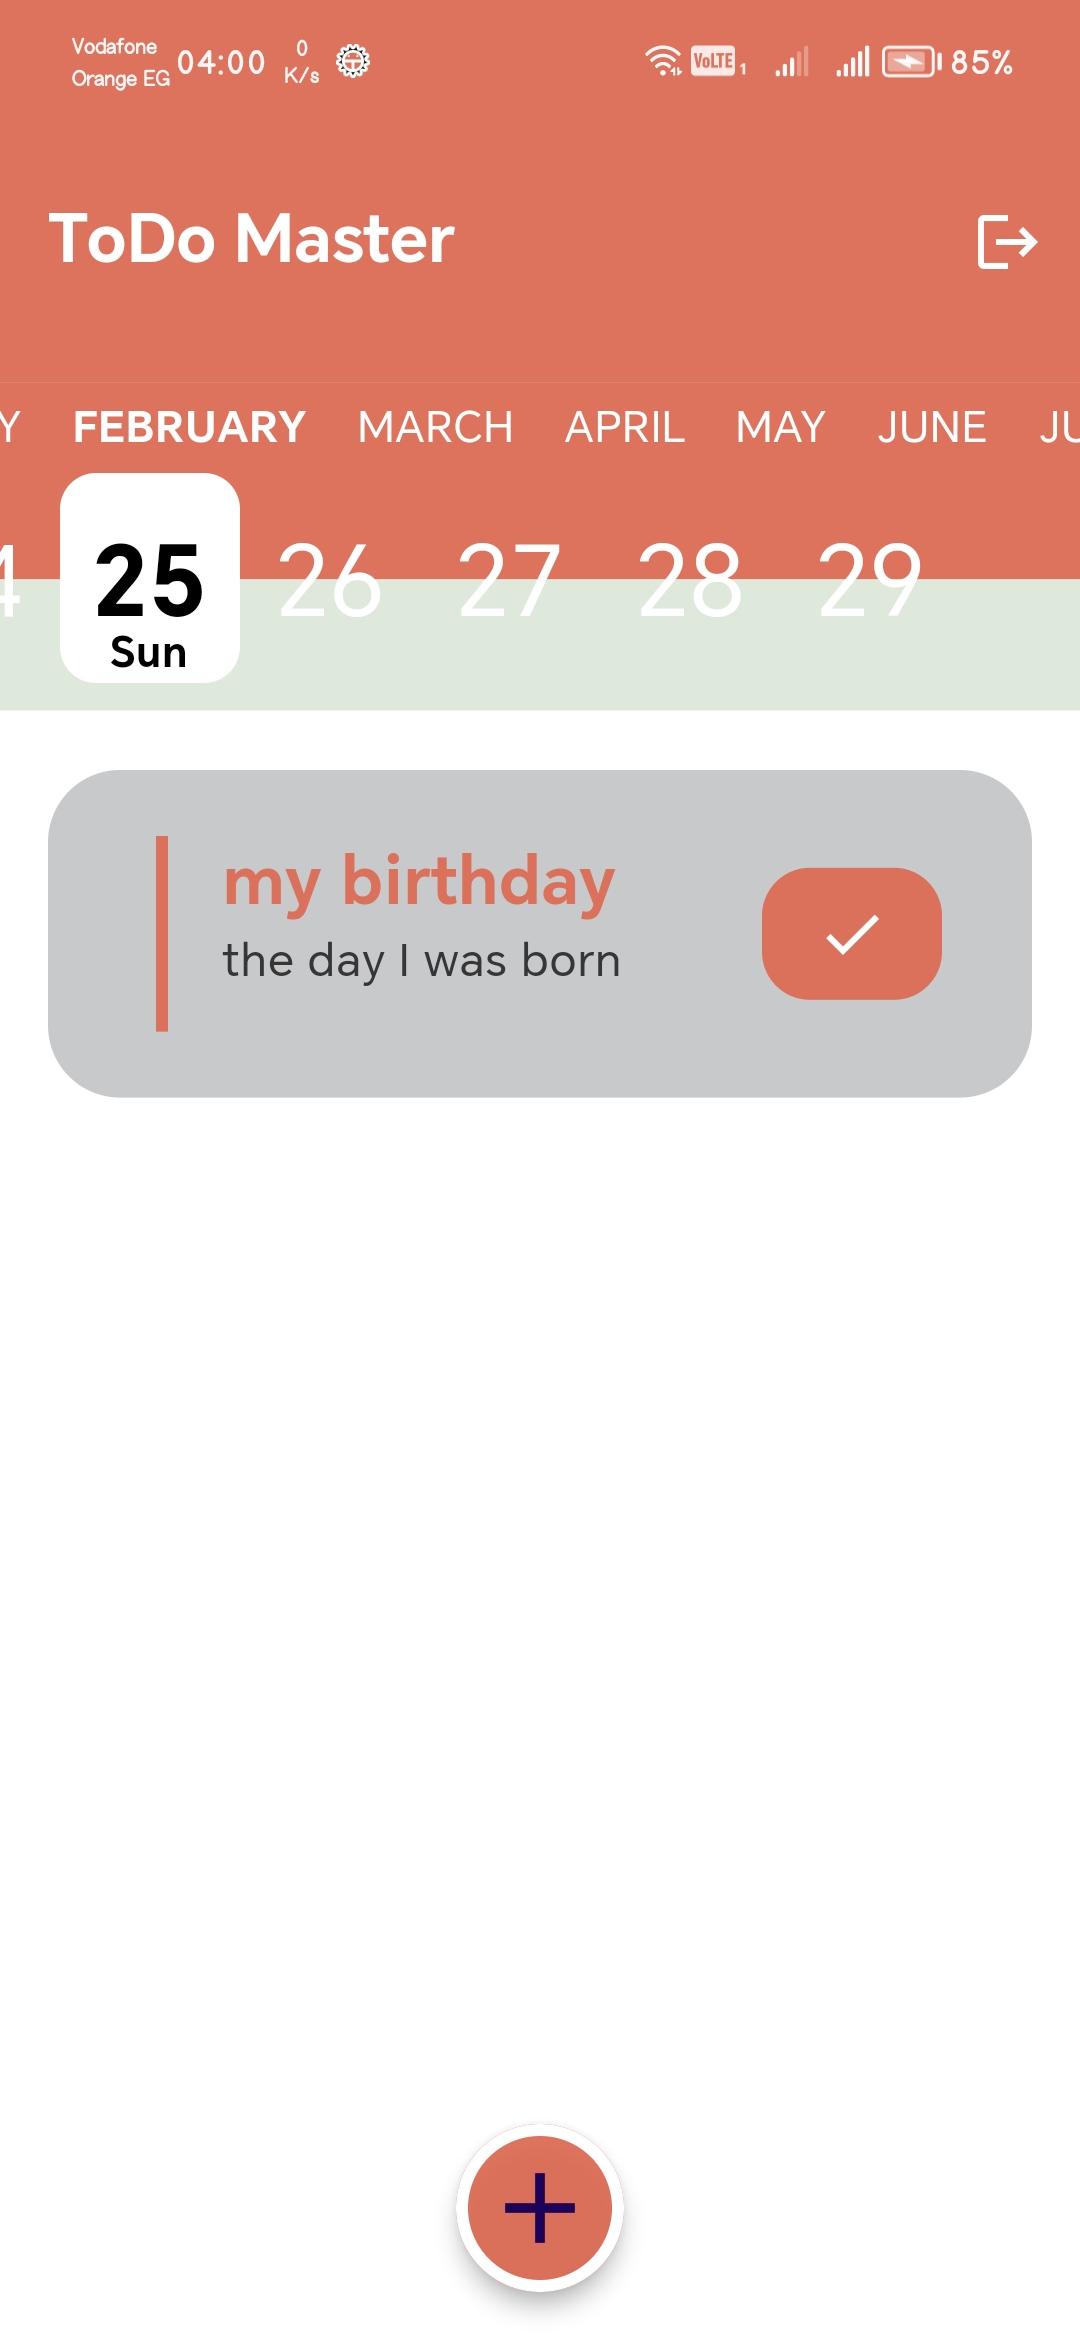 Vodafone
Orange EG
04:00
0
K/s
VoLTE 1
85%
ToDo Master
Y FEBRUARY MARCH APRIL MAY JUNE JU
4 25 26 27 28 29
Sun
my birthday
the day I was born